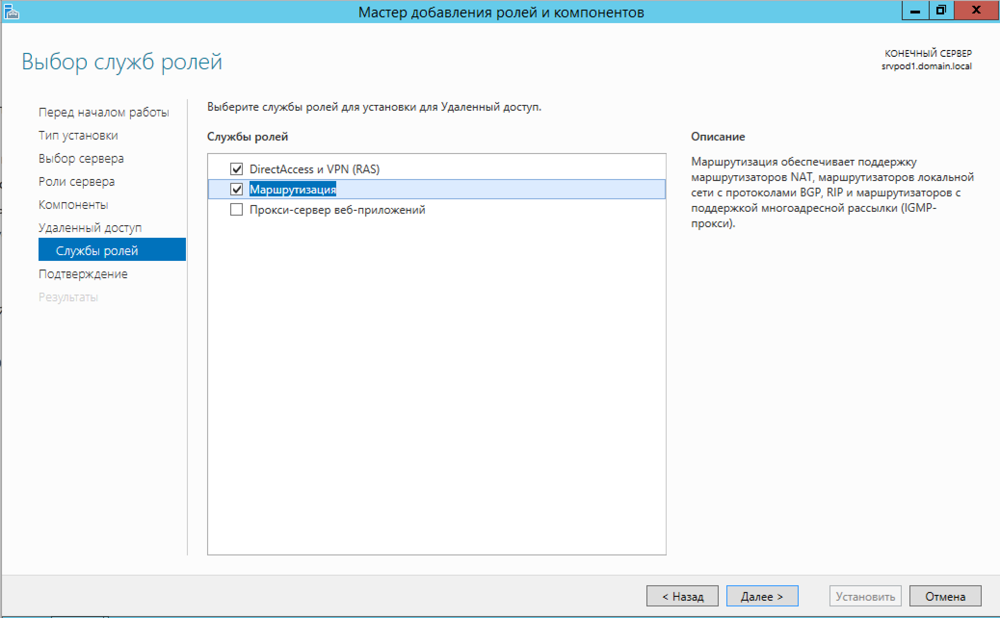 Мастер добавления ролей и компонентов
Выбор служб ролей
КОНЕЧНЫЙ СЕРВЕР
srvpod1.domain.local
Перед началом работы
Тип установки
Выбор сервера
Роли сервера
Компоненты
Удаленный доступ
Службы ролей
Подтверждение
Результаты
Выберите службы ролей для установки для Удаленный доступ.
Службы ролей
DirectAccess и VPN (RAS)
Маршрутизация
Прокси-сервер веб-приложений
Описание
Маршрутизация обеспечивает поддержку
маршрутизаторов NAT, маршрутизаторов локальной
сети с протоколами BGP, RIP и маршрутизаторов с
поддержкой многоадресной рассылки (IGMP-
прокси).
< Назад
Далее >
Установить
Отмена